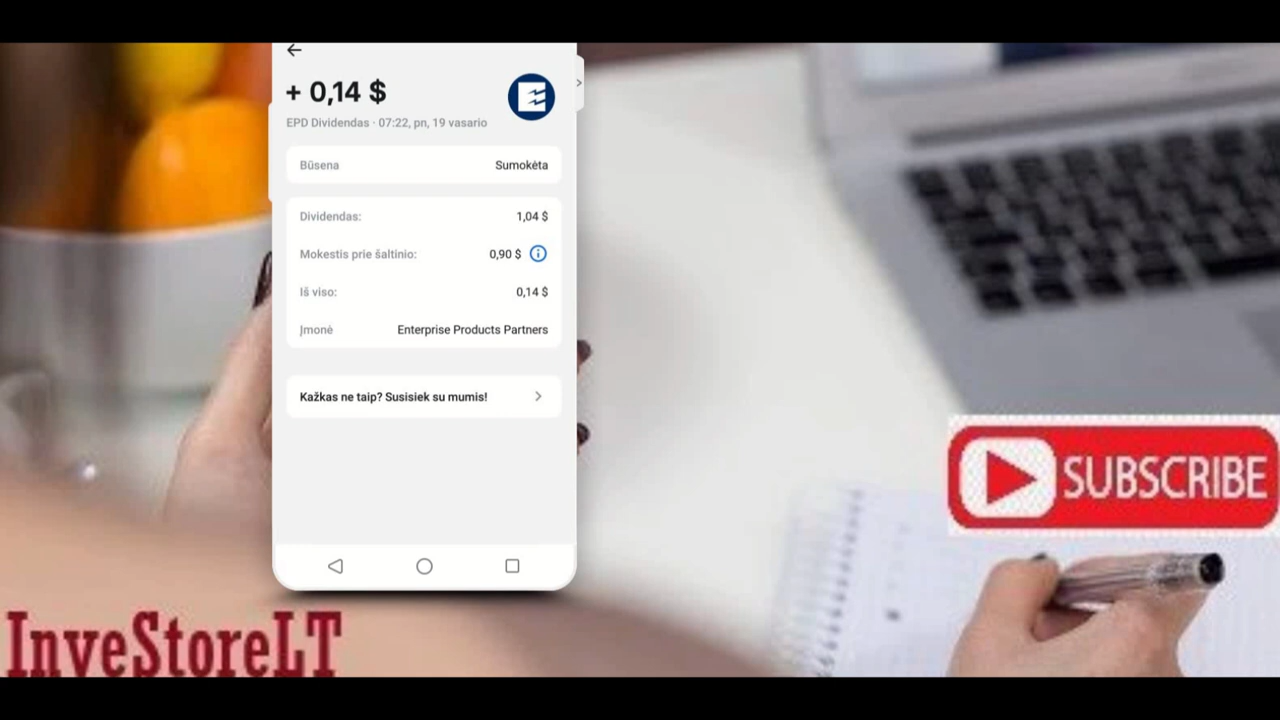 + 0,14 $
EPD Dividendas · 07:22, pn, 19 vasario
Būsena Sumokėta
Dividendas: 1,04 $
Mokestis prie šaltinio: 0,90 $
Iš viso: 0,14 $
Įmonė Enterprise Products Partners
Kažkas ne taip? Susisiek su mumis!
SUBSCRIBE
InveStoreLT